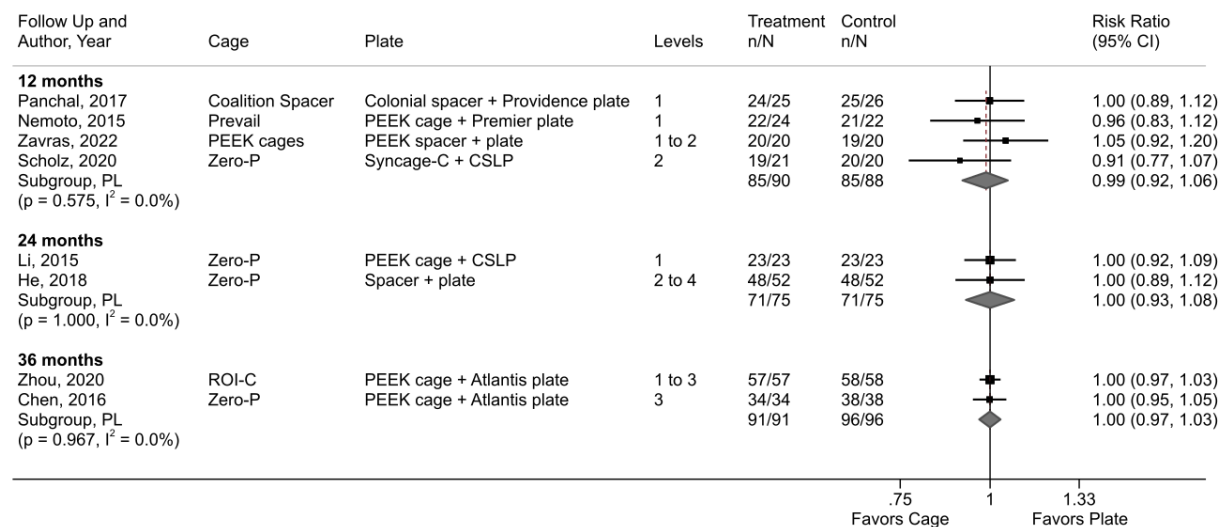 Follow Up and Author, Year Cage Plate Levels Treatment n/N Control n/N Risk Ratio (95% CI)
12 months
Panchal, 2017 Coalition Spacer Colonial spacer + Providence plate 1 24/25 25/26 1.00 (0.89, 1.12)
Nemoto, 2015 Prevail PEEK cage + Premier plate 1 22/24 21/22 0.96 (0.83, 1.12)
Zavras, 2022 PEEK cages PEEK spacer + plate 1 to 2 20/20 19/20 1.05 (0.92, 1.20)
Scholz, 2020 Zero-P Syncage-C + CSLP 2 19/21 20/20 0.91 (0.77, 1.07)
Subgroup, PL 85/90 85/88 0.99 (0.92, 1.06)
(p = 0.575, I² = 0.0%)
24 months
Li, 2015 Zero-P PEEK cage + CSLP 1 23/23 23/23 1.00 (0.92, 1.09)
He, 2018 Zero-P Spacer + plate 2 to 4 48/52 48/52 1.00 (0.89, 1.12)
Subgroup, PL 71/75 71/75 1.00 (0.93, 1.08)
(p = 1.000, I² = 0.0%)
36 months
Zhou, 2020 ROI-C PEEK cage + Atlantis plate 1 to 3 57/57 58/58 1.00 (0.97, 1.03)
Chen, 2016 Zero-P PEEK cage + Atlantis plate 3 34/34 38/38 1.00 (0.95, 1.05)
Subgroup, PL 91/91 96/96 1.00 (0.97, 1.03)
(p = 0.967, I² = 0.0%)
.75 1 1.33
Favors Cage Favors Plate